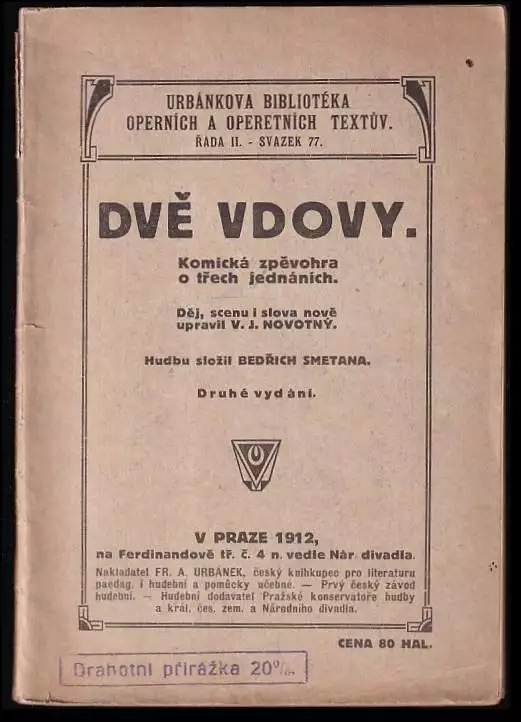 URBÁNKOVA BIBLIOTÉKA
OPERNÍCH A OPERETNÍCH TEXTŮV.
ŘADA II. - SVAZEK 77.
DVĚ VDOVY.
Komická zpěvohra
o třech jednáních.
Děj, scenu i slova nově
upravil V. J. NOVOTNÝ.
Hudbu složil BEDŘICH SMETANA.
Druhé vydání.
V PRAZE 1912,
na Ferdinandově tř. č. 4 n. vedle Nár. divadla.
Nakladatel FR. A. URBÁNEK, český knihkupec pro literaturu
paedag. i hudební a pomůcky učebné. — Prvý český závod
hudební. — Hudební dodavatel Pražské konservatoře hudby
a král. čes. zem. a Národního divadla.
CENA 80 HAL.
Drahotní přirážka 20%